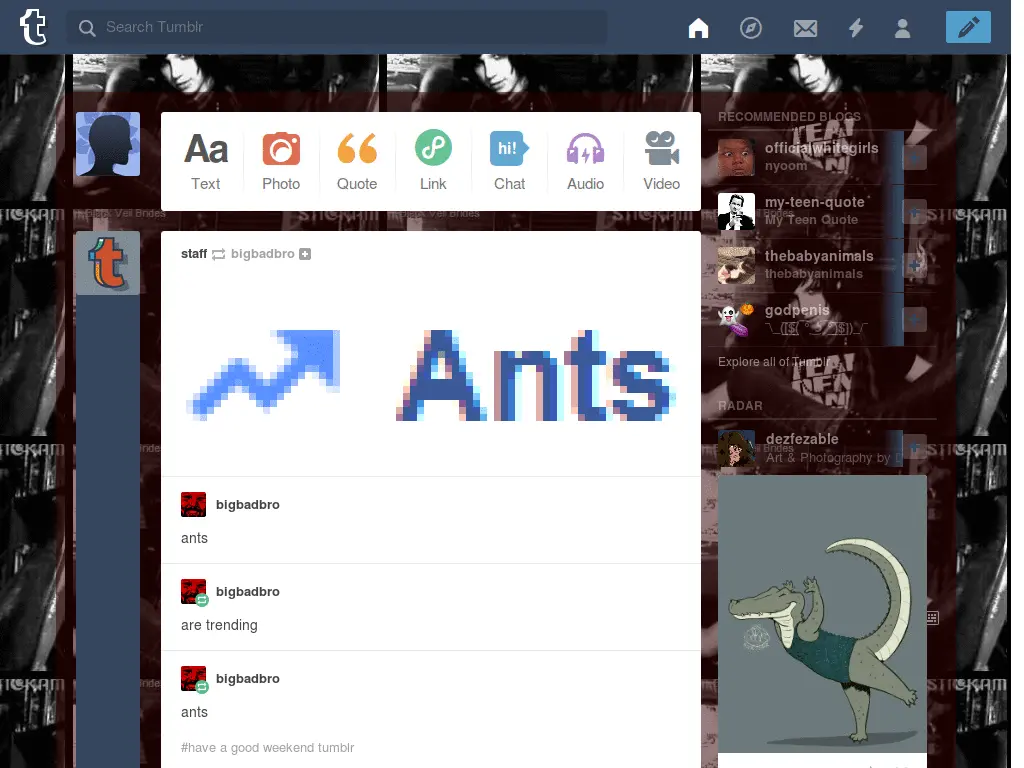 Search Tumblr
Aa
hi!
Text
Photo
Quote
Link
Chat
Audio
Video
staff bigbadbro
Ants
bigbadbro
ants
bigbadbro
are trending
bigbadbro
ants
#have a good weekend tumblr
RECOMMENDED BLOGS
officialwhitegirls
nyoom
my-teen-quote
My Teen Quote
thebabyanimals
thebabyanimals
godpenis
Explore all of Tumblr
RADAR
dezfezable
Art & Photography by